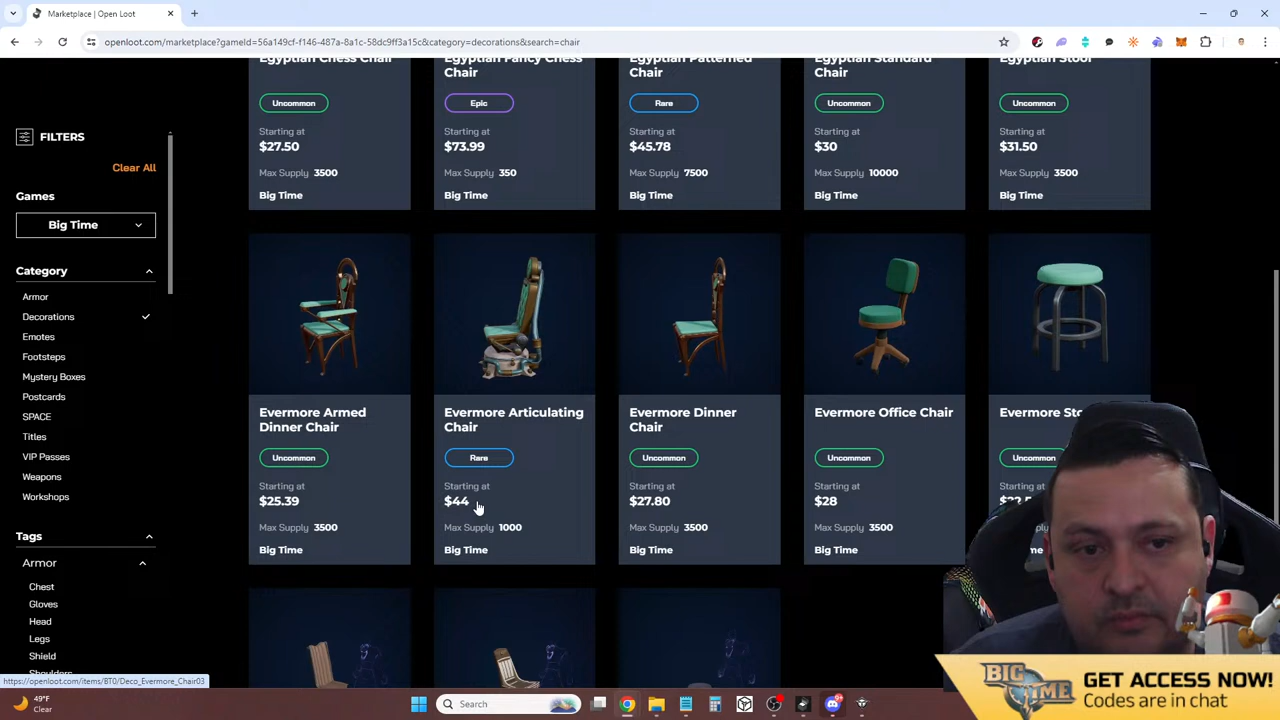 Marketplace | Open Loot
openloot.com/marketplace?gameId=56a149cf-f146-487a-8a1c-58dc9ff3a15c&category=decorations&search=chair
FILTERS
Clear All
Games
Big Time
Category
Armor
Decorations
Emotes
Footsteps
Mystery Boxes
Postcards
SPACE
Titles
VIP Passes
Weapons
Workshops
Tags
Armor
Chest
Gloves
Head
Legs
Shield
Shoulders
Egyptian Chess Chair
Uncommon
Starting at
$27.50
Max Supply 3500
Big Time
Egyptian Fancy Chess
Chair
Epic
Starting at
$73.99
Max Supply 350
Big Time
Egyptian Patterned
Chair
Rare
Starting at
$45.78
Max Supply 7500
Big Time
Egyptian Standard
Chair
Uncommon
Starting at
$30
Max Supply 10000
Big Time
Egyptian Stool
Uncommon
Starting at
$31.50
Max Supply 3500
Big Time
Evermore Armed
Dinner Chair
Uncommon
Starting at
$25.39
Max Supply 3500
Big Time
Evermore Articulating
Chair
Rare
Starting at
$44
Max Supply 1000
Big Time
Evermore Dinner
Chair
Uncommon
Starting at
$27.80
Max Supply 3500
Big Time
Evermore Office Chair
Uncommon
Starting at
$28
Max Supply 3500
Big Time
Evermore
Starting at
https://openloot.com/items/BT0/Deco_Evermore_Chair03
49°F
Clear
Search
BIG TIME
GET ACCESS NOW!
Codes are in chat